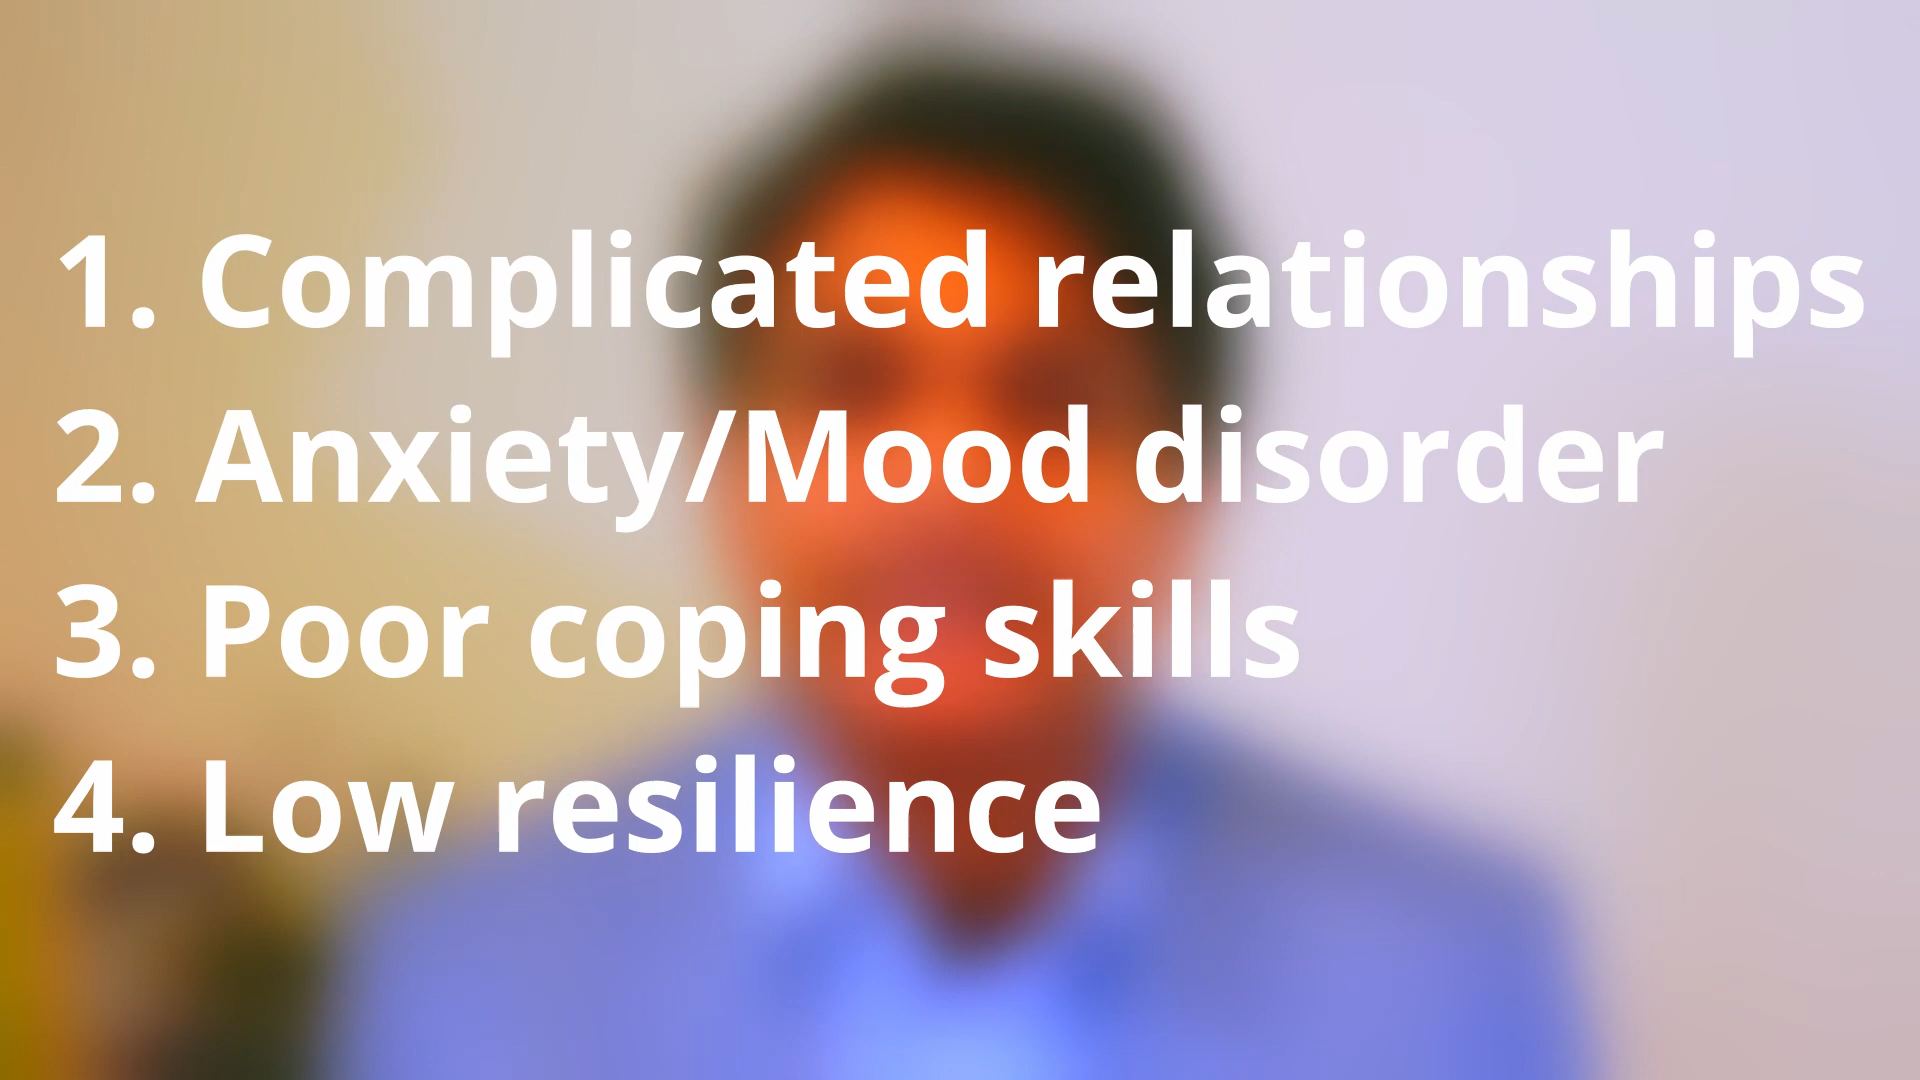 1. Complicated relationships
2. Anxiety/Mood disorder
3. Poor coping skills
4. Low resilience